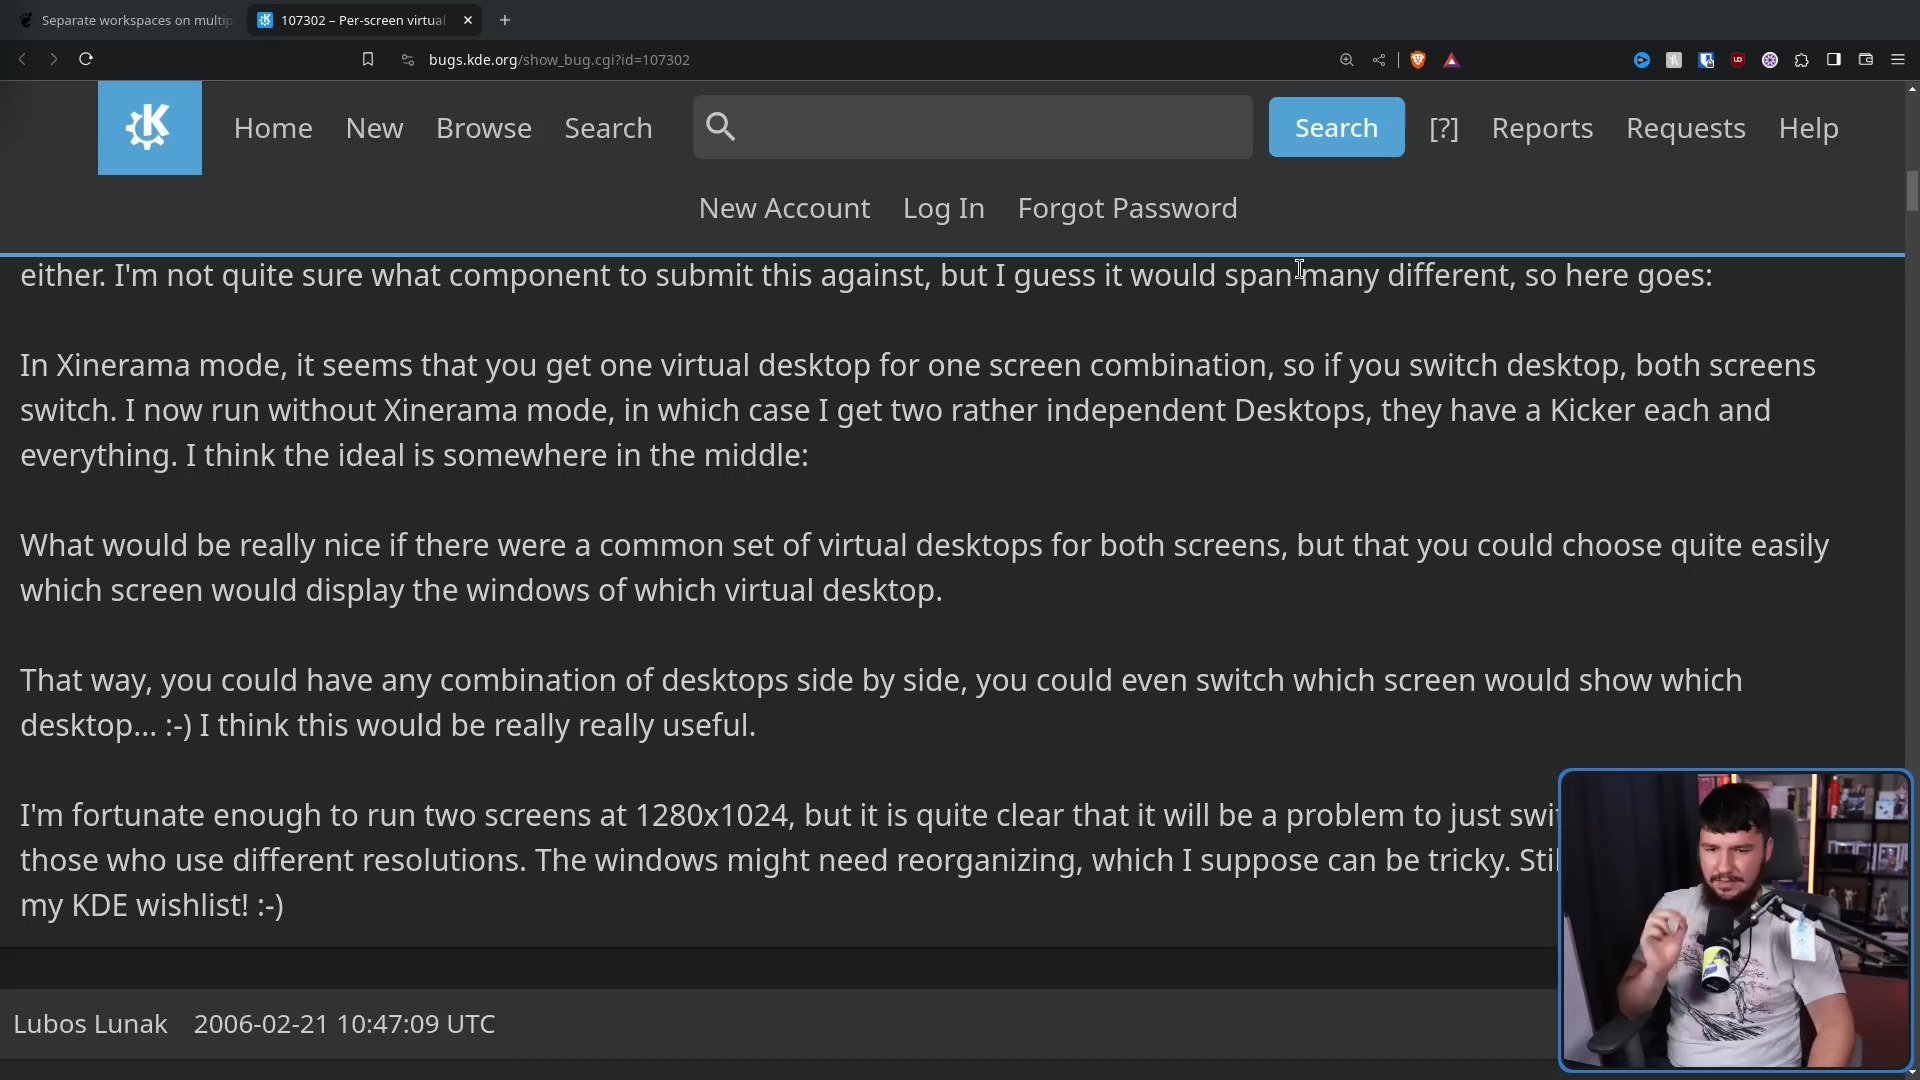 Separate workspaces on multip
107302 – Per-screen virtual
bugs.kde.org/show_bug.cgi?id=107302
Home New Browse Search Search [?] Reports Requests Help
New Account Log In Forgot Password
either. I'm not quite sure what component to submit this against, but I guess it would span many different, so here goes:
In Xinerama mode, it seems that you get one virtual desktop for one screen combination, so if you switch desktop, both screens
switch. I now run without Xinerama mode, in which case I get two rather independent Desktops, they have a Kicker each and
everything. I think the ideal is somewhere in the middle:
What would be really nice if there were a common set of virtual desktops for both screens, but that you could choose quite easily
which screen would display the windows of which virtual desktop.
That way, you could have any combination of desktops side by side, you could even switch which screen would show which
desktop... :-) I think this would be really really useful.
I'm fortunate enough to run two screens at 1280x1024, but it is quite clear that it will be a problem to just swit
those who use different resolutions. The windows might need reorganizing, which I suppose can be tricky. Stil
my KDE wishlist! :-)
Lubos Lunak 2006-02-21 10:47:09 UTC